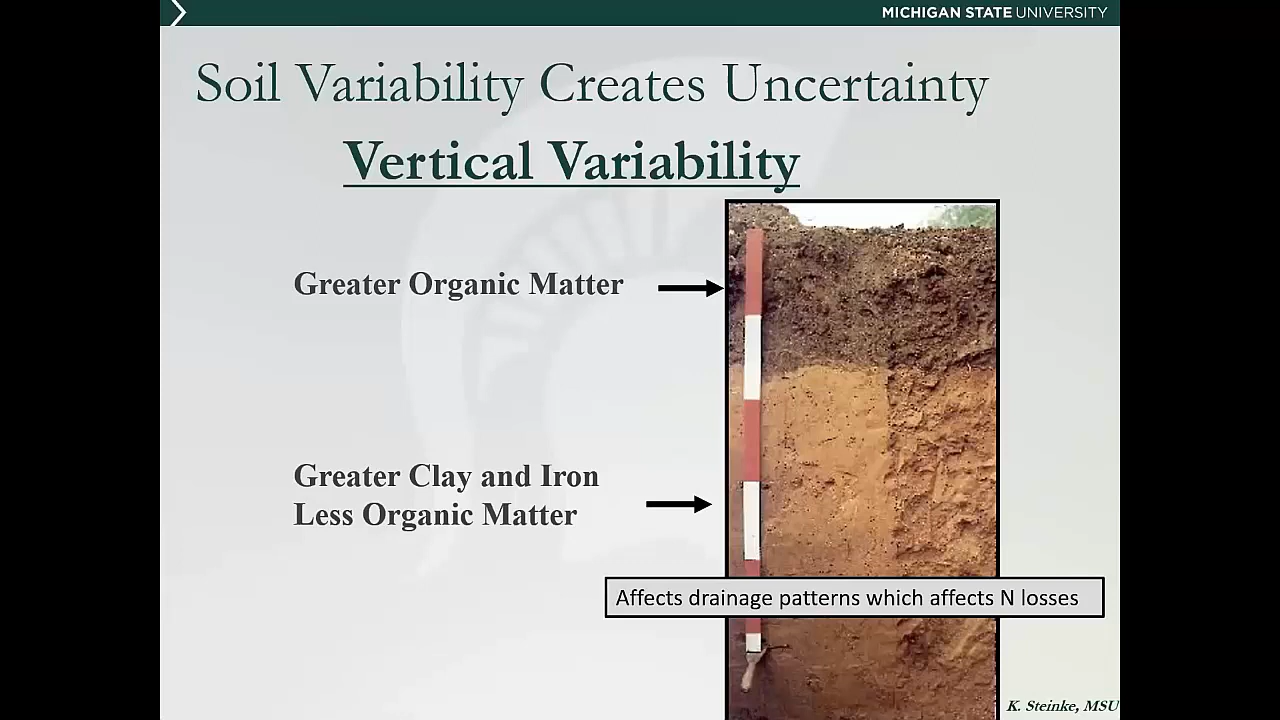 MICHIGAN STATE UNIVERSITY
Soil Variability Creates Uncertainty
Vertical Variability
Greater Organic Matter
Greater Clay and Iron
Less Organic Matter
Affects drainage patterns which affects N losses
K. Steinke, MSU